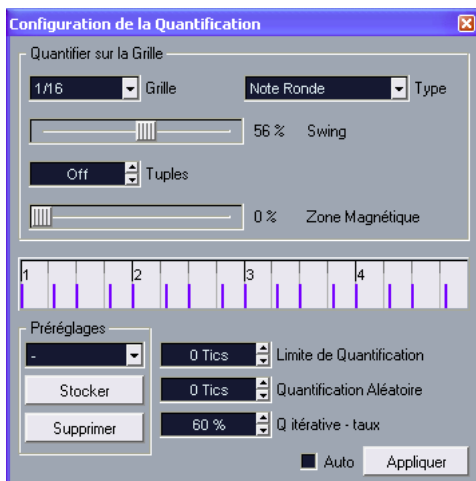 Configuration de la Quantification
Quantifier sur la Grille
1/16 Grille Note Ronde Type
56 % Swing
Off Tuples
0 % Zone Magnétique
1 2 3 4
Préréglages
-
0 Tics Limite de Quantification
Stocker 0 Tics Quantification Aléatoire
Supprimer 60 % Q itérative - taux
Auto Appliquer